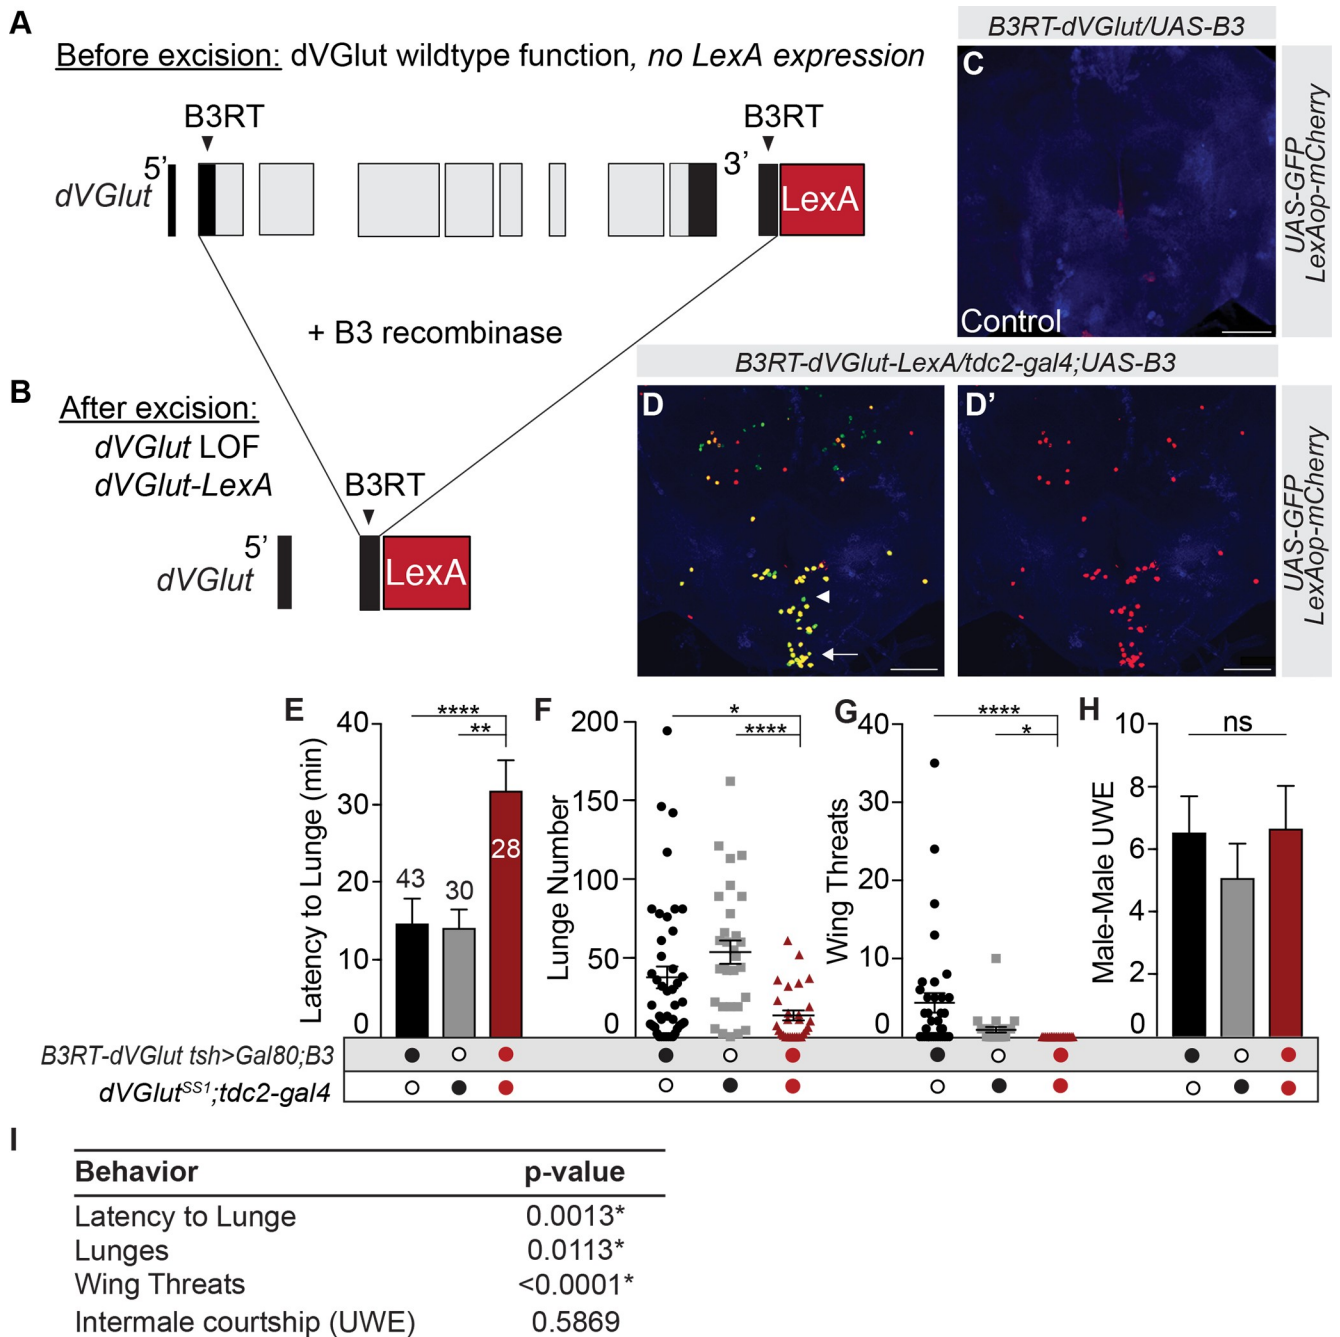 A
Before excision: dVGlut wildtype function, no LexA expression
B3RT
B3RT
5’
3’
dVGlut
LexA
+ B3 recombinase
B
After excision:
dVGlut LOF
dVGlut-LexA
B3RT
5’
dVGlut
LexA
B3RT-dVGlut/UAS-B3
C
Control
UAS-GFP
LexAop-mCherry
B3RT-dVGlut-LexA/tdc2-gal4;UAS-B3
D
D’
UAS-GFP
LexAop-mCherry
E
Latency to Lunge (min)
40
30
20
10
0
****
**
43
30
28
F
Lunge Number
200
150
100
50
0
*
****
G
Wing Threats
40
30
20
10
0
****
*
H
Male-Male UWE
10
8
6
4
2
0
ns
B3RT-dVGlut tsh>Gal80;B3
dVGlutSS1;tdc2-gal4
I
Behavior p-value
Latency to Lunge 0.0013*
Lunges 0.0113*
Wing Threats <0.0001*
Intermale courtship (UWE) 0.5869